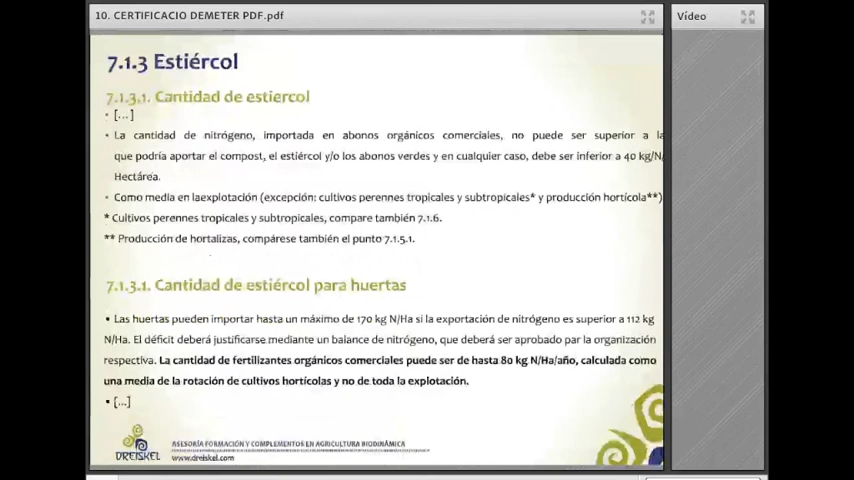 10. CERTIFICACIO DEMETER PDF.pdf
Vídeo
7.1.3 Estiércol
7.1.3.1. Cantidad de estiercol
• [...]
• La cantidad de nitrógeno, importada en abonos orgánicos comerciales, no puede ser superior a la
que podría aportar el compost, el estiércol y/o los abonos verdes y en cualquier caso, debe ser inferior a 40 kg/N/
Hectárea.
• Como media en laexplotación (excepción: cultivos perennes tropicales y subtropicales* y producción hortícola**)
* Cultivos perennes tropicales y subtropicales, compare también 7.1.6.
** Producción de hortalizas, compárese también el punto 7.1.5.1.
7.1.3.1. Cantidad de estiércol para huertas
• Las huertas pueden importar hasta un máximo de 170 kg N/Ha si la exportación de nitrógeno es superior a 112 kg
N/Ha. El déficit deberá justificarse mediante un balance de nitrógeno, que deberá ser aprobado par la organización
respectiva. La cantidad de fertilizantes orgánicos comerciales puede ser de hasta 80 kg N/Ha/año, calculada como
una media de la rotación de cultivos hortícolas y no de toda la explotación.
• [...]
DREISKEL
ASESORÍA FORMACIÓN Y COMPLEMENTOS EN AGRICULTURA BIODINÁMICA
www.dreiskel.com